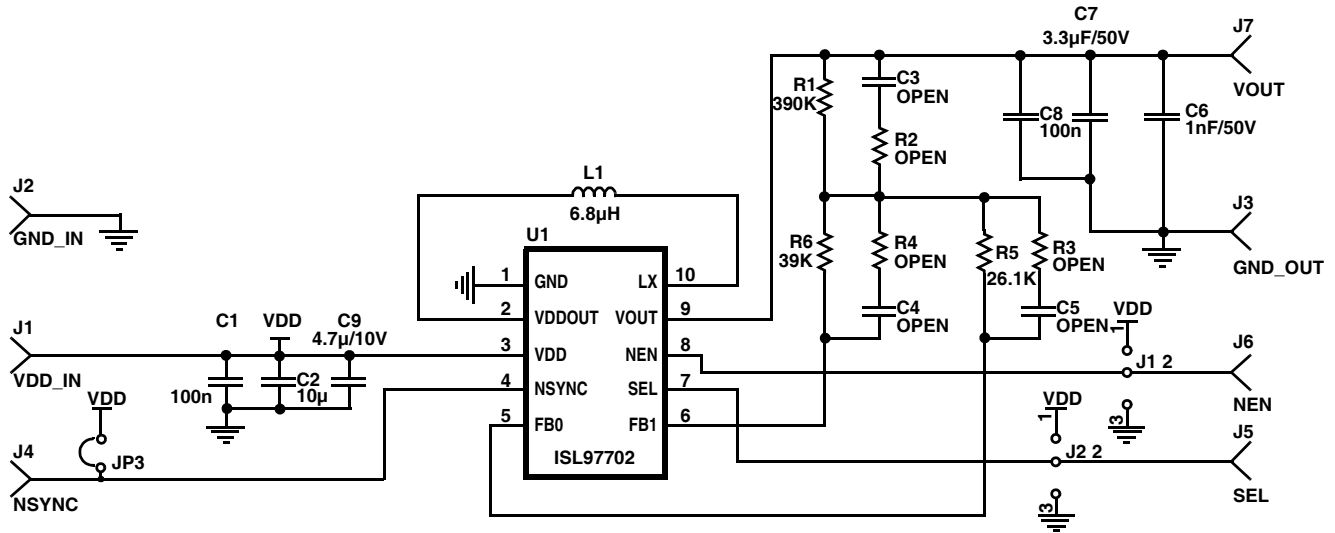 C7
3.3µF/50V
J7
VOUT
R1
390K
C3
OPEN
R2
OPEN
C8
100n
C6
1nF/50V
J2
GND_IN
L1
6.8µH
U1
R6
39K
R4
OPEN
R5
26.1K
R3
OPEN
J3
GND_OUT
1 GND LX 10
2 VDDOUT VOUT 9
3 VDD NEN 8
4 NSYNC SEL 7
5 FB0 FB1 6
ISL97702
C4
OPEN
C5
OPEN
J1
VDD_IN
C1
100n
VDD
C2
10µ
C9
4.7µ/10V
VDD
1
J1 2
3
J6
NEN
VDD
JP3
J4
NSYNC
VDD
1
J2 2
3
J5
SEL